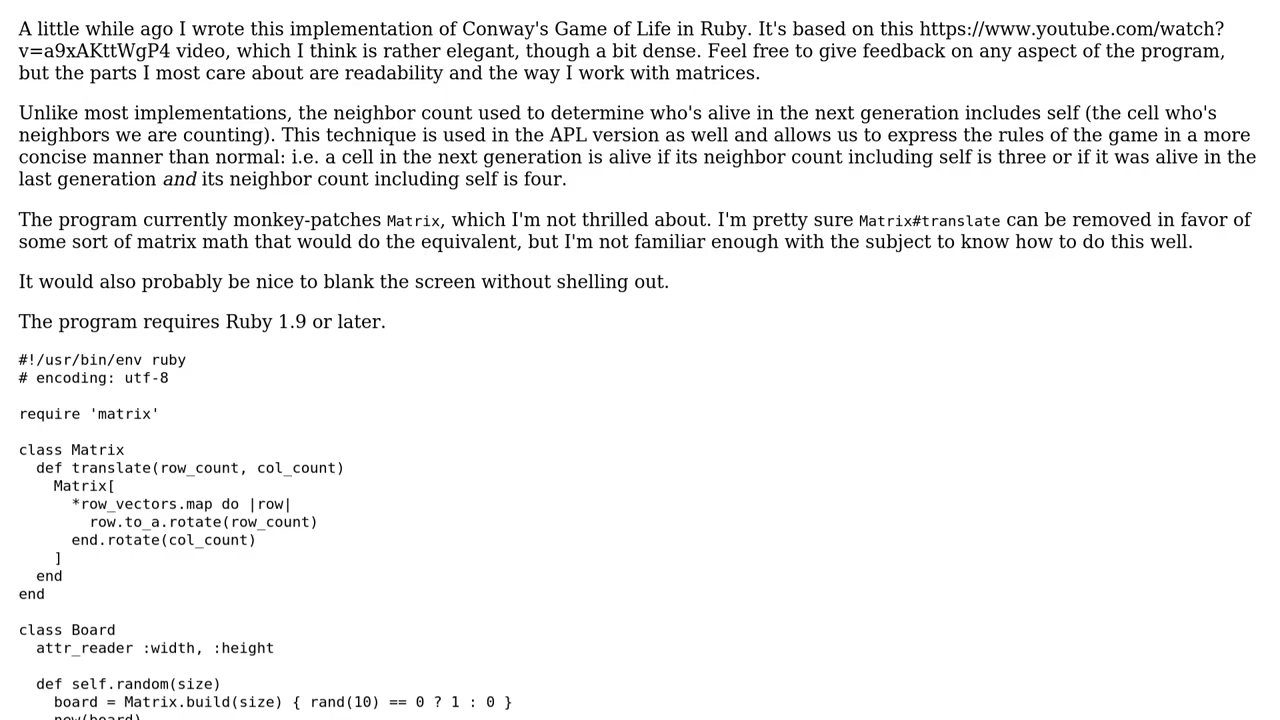 A little while ago I wrote this implementation of Conway's Game of Life in Ruby. It's based on this https://www.youtube.com/watch?
v=a9xAKttWgP4 video, which I think is rather elegant, though a bit dense. Feel free to give feedback on any aspect of the program,
but the parts I most care about are readability and the way I work with matrices.
Unlike most implementations, the neighbor count used to determine who's alive in the next generation includes self (the cell who's
neighbors we are counting). This technique is used in the APL version as well and allows us to express the rules of the game in a more
concise manner than normal: i.e. a cell in the next generation is alive if its neighbor count including self is three or if it was alive in the
last generation and its neighbor count including self is four.
The program currently monkey-patches Matrix, which I'm not thrilled about. I'm pretty sure Matrix#translate can be removed in favor of
some sort of matrix math that would do the equivalent, but I'm not familiar enough with the subject to know how to do this well.
It would also probably be nice to blank the screen without shelling out.
The program requires Ruby 1.9 or later.
#!/usr/bin/env ruby
# encoding: utf-8
require 'matrix'
class Matrix
  def translate(row_count, col_count)
    Matrix[
      *row_vectors.map do |row|
        row.to_a.rotate(row_count)
      end.rotate(col_count)
    ]
  end
end
class Board
  attr_reader :width, :height
  def self.random(size)
    board = Matrix.build(size) { rand(10) == 0 ? 1 : 0 }
    new(board)